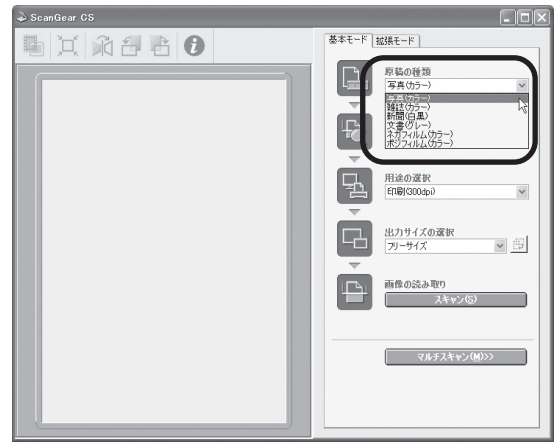 ScanGear CS
基本モード 拡張モード
原稿の種類
写真(カラー)
写真(カラー)
雑誌(カラー)
新聞(白黒)
文書(グレー)
ネガフィルム(カラー)
ポジフィルム(カラー)
用途の選択
印刷(300dpi)
出力サイズの選択
フリーサイズ
画像の読み取り
スキャン(S)
マルチスキャン(M)>>